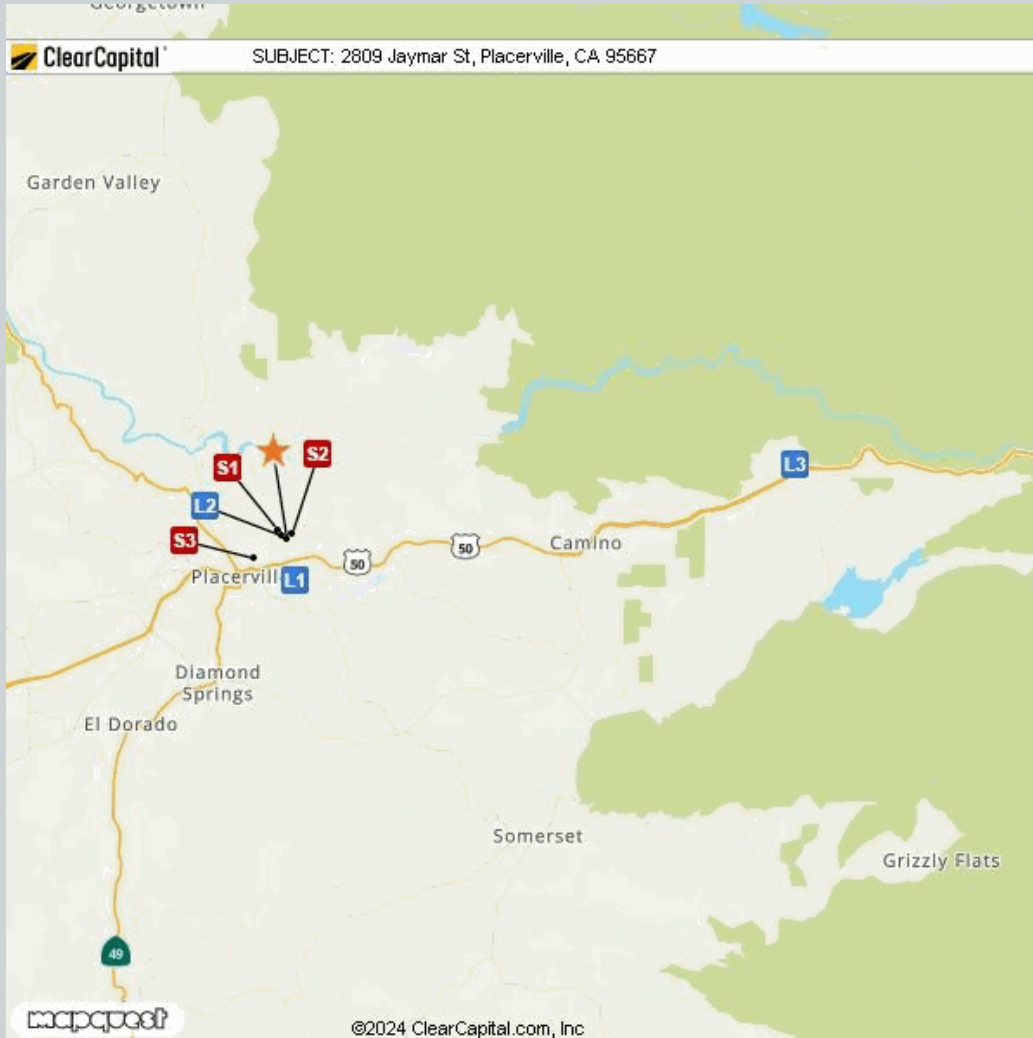 Georgetown
ClearCapital
SUBJECT: 2809 Jaymar St, Placerville, CA 95667
Garden Valley
S1
S2
L3
L2
S3
50
50
Camino
Placervill
L1
Diamond
Springs
El Dorado
Somerset
Grizzly Flats
49
mapquest
©2024 ClearCapital.com, Inc